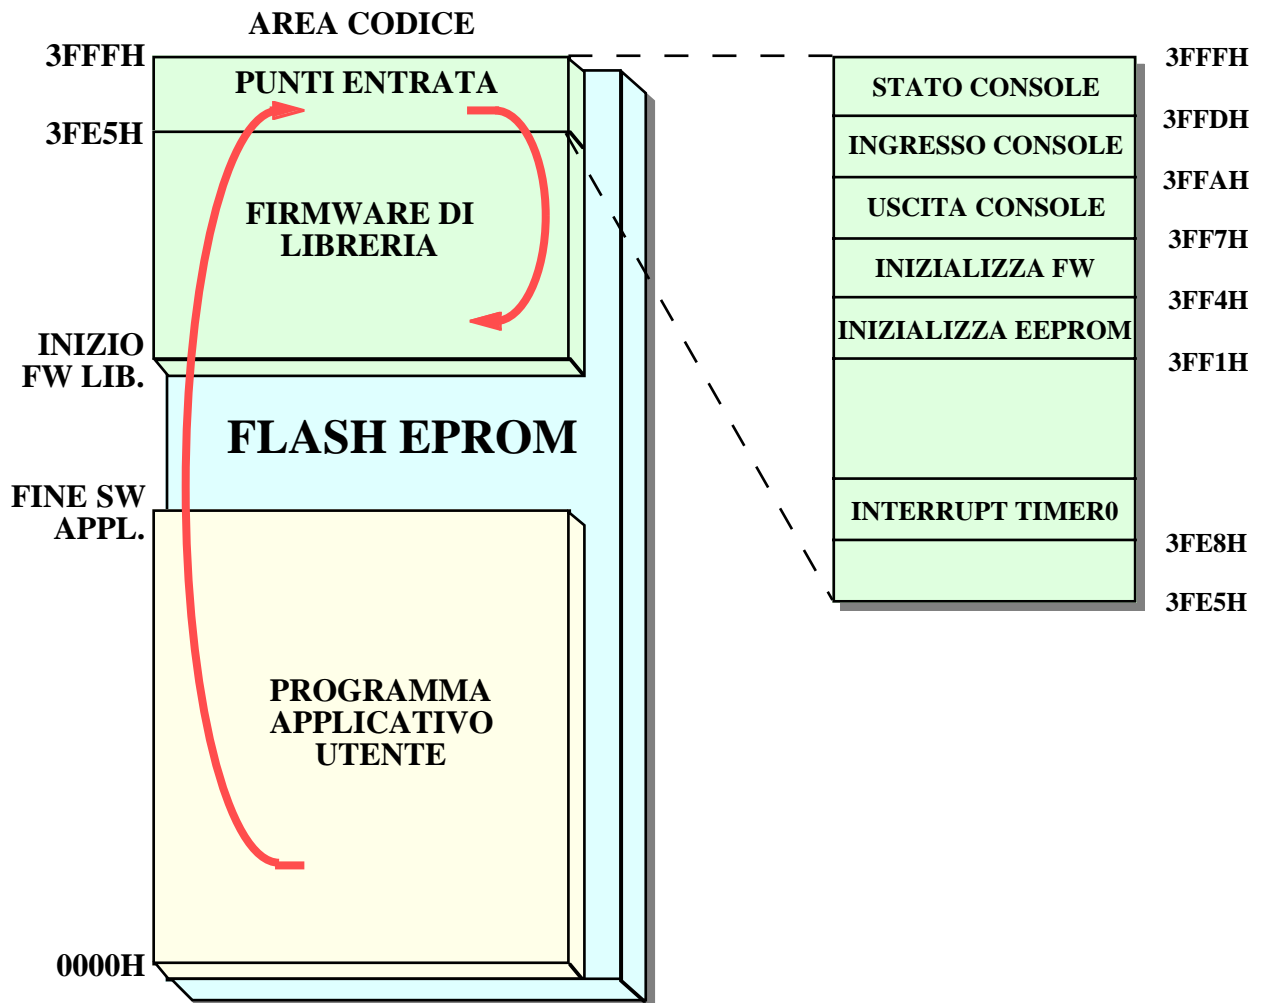 AREA CODICE
3FFFH
PUNTI ENTRATA
3FE5H
FIRMWARE DI
LIBRERIA
INIZIO
FW LIB.
FLASH EPROM
FINE SW
APPL.
PROGRAMMA
APPLICATIVO
UTENTE
0000H
3FFFH
STATO CONSOLE
3FFDH
INGRESSO CONSOLE
3FFAH
USCITA CONSOLE
3FF7H
INIZIALIZZA FW
3FF4H
INIZIALIZZA EEPROM
3FF1H
INTERRUPT TIMER0
3FE8H
3FE5H